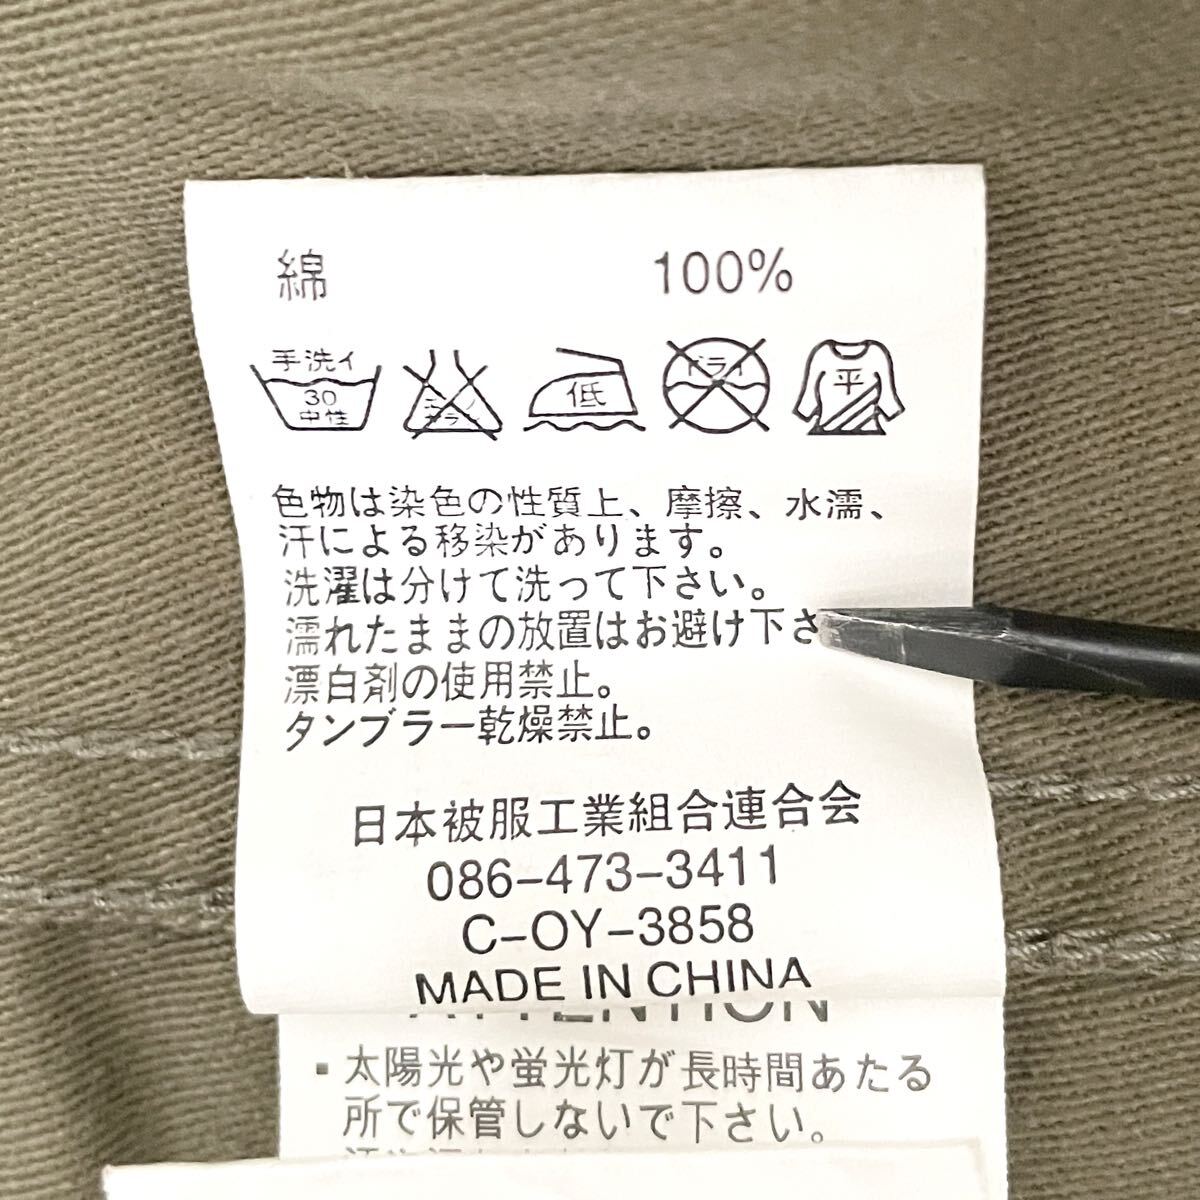 綿 100%
手洗イ
30
中性
低
ドライ
平
色物は染色の性質上、摩擦、水濡、
汗による移染があります。
洗濯は分けて洗って下さい。
濡れたままの放置はお避け下さ
漂白剤の使用禁止。
タンブラー乾燥禁止。
日本被服工業組合連合会
086-473-3411
C-OY-3858
MADE IN CHINA
ATTENTION
▪太陽光や蛍光灯が長時間あたる
所で保管しないで下さい。